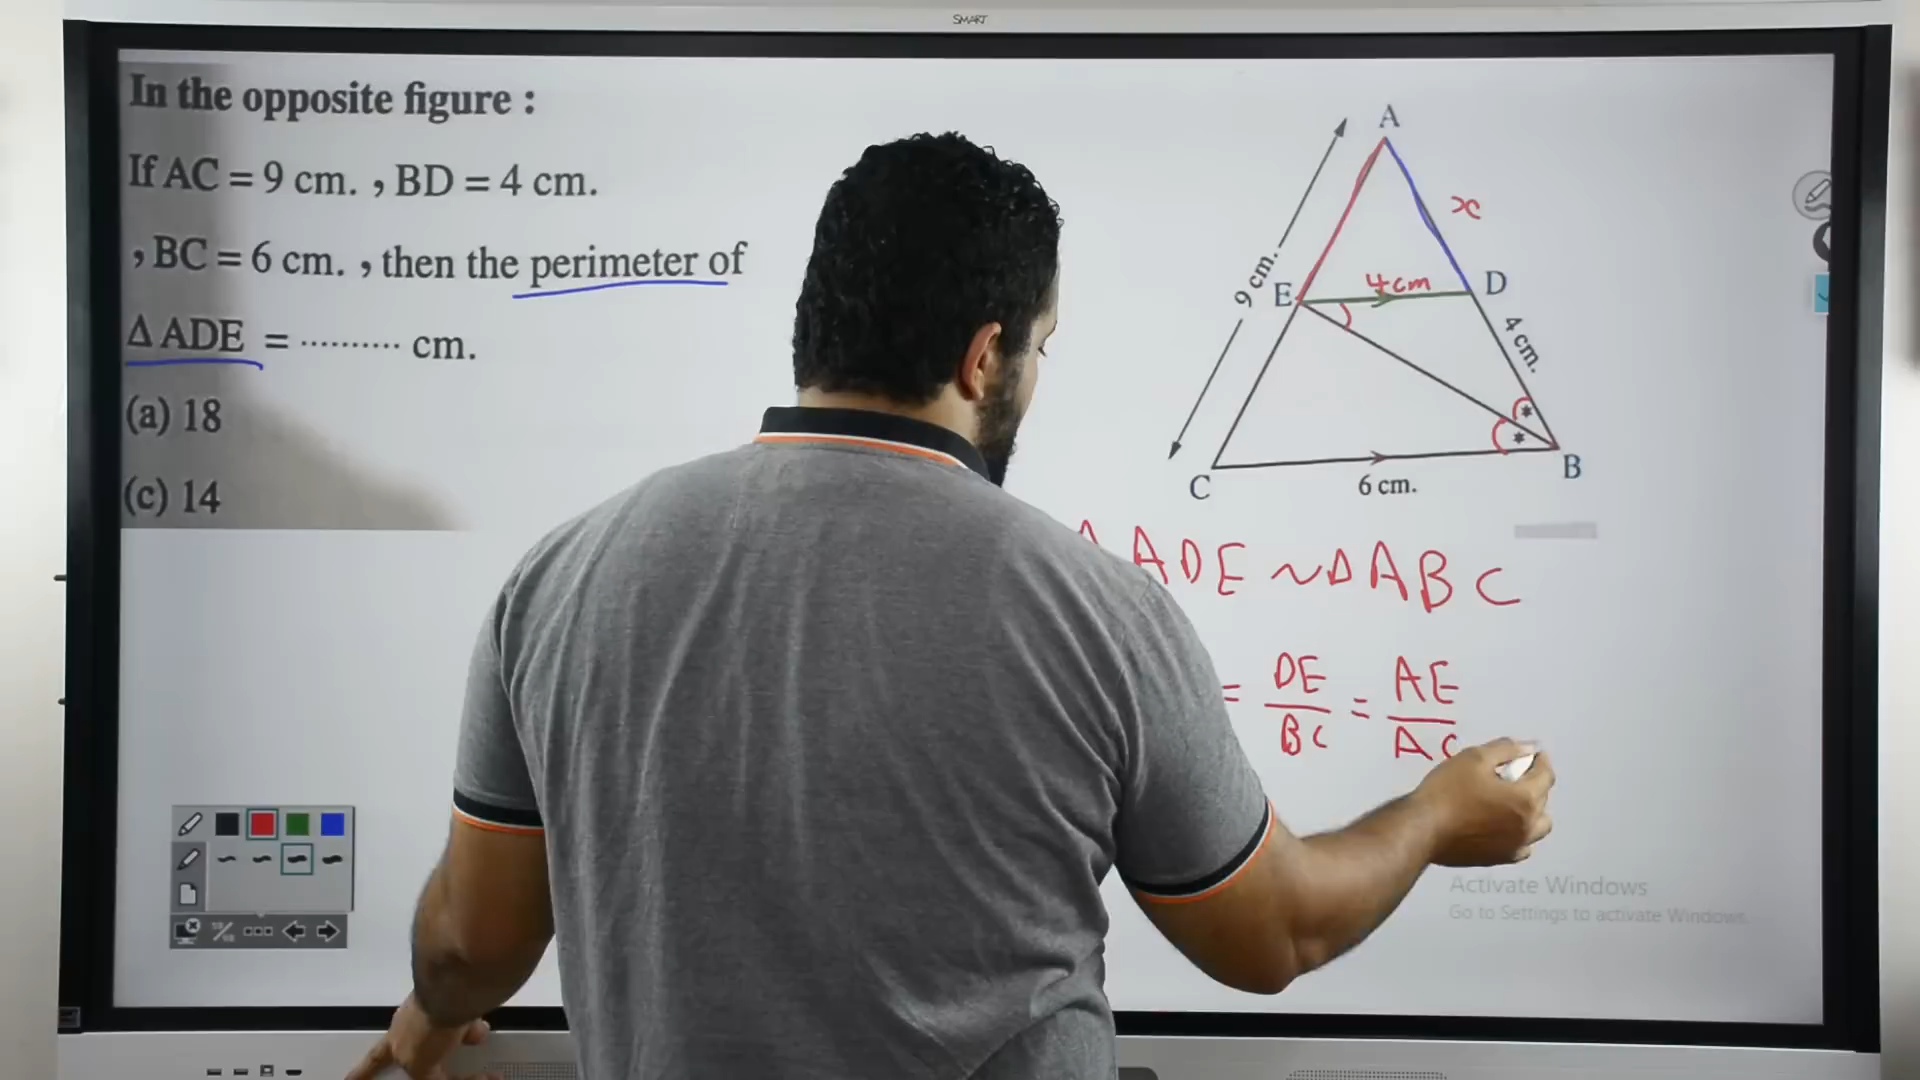 SMART
In the opposite figure :
If AC = 9 cm. , BD = 4 cm.
, BC = 6 cm. , then the perimeter of
Δ ADE = .......... cm.
(a) 18
(c) 14
A
x
9 cm.
E
4cm
D
4 cm.
*
*
C
6 cm.
B
Δ ADE ~Δ ABC
= DE/BC = AE/AC
Activate Windows
Go to Settings to activate Windows.